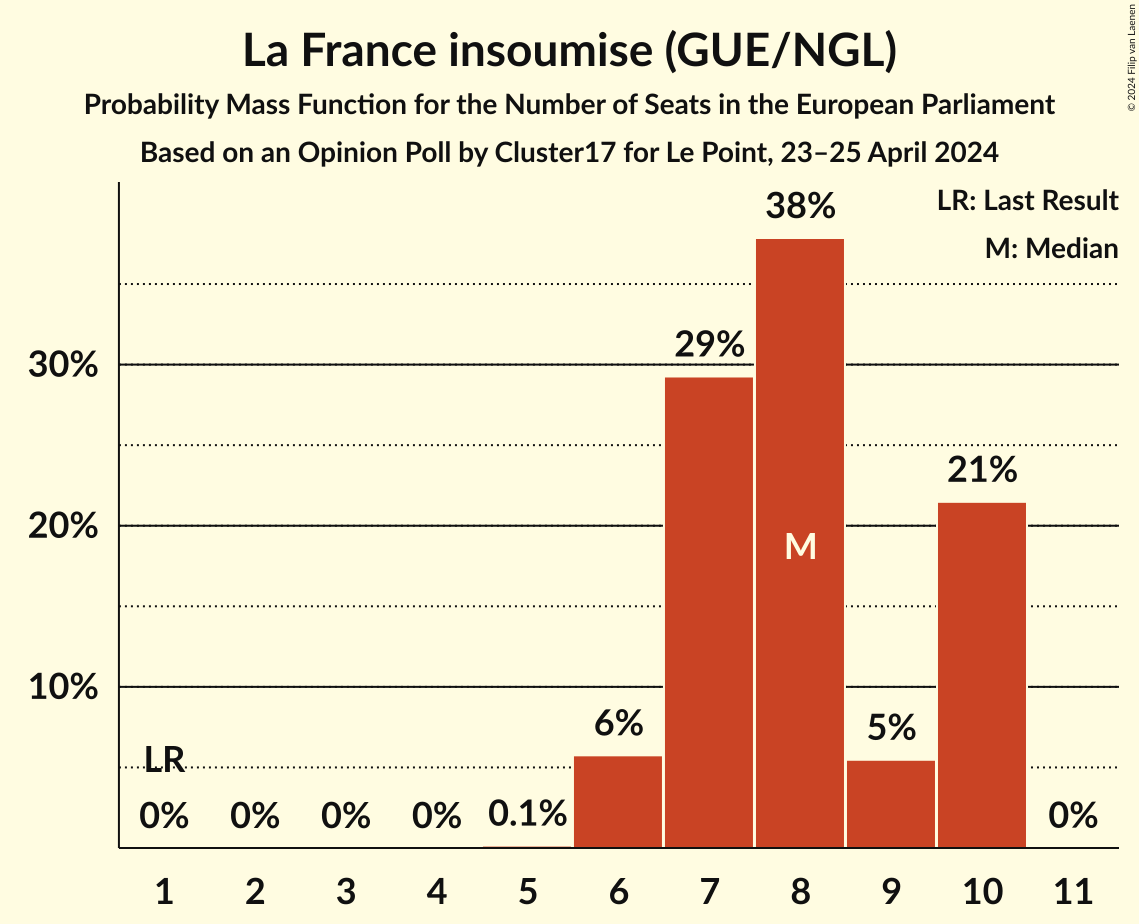 La France insoumise (GUE/NGL)
Probability Mass Function for the Number of Seats in the European Parliament
Based on an Opinion Poll by Cluster17 for Le Point, 23–25 April 2024
© 2024 Filip van Laenen
LR: Last Result
M: Median
38%
29%
30%
21%
20%
M
10%
6%
5%
LR
0%
0%
0%
0%
0.1%
0%
1 2 3 4 5 6 7 8 9 10 11